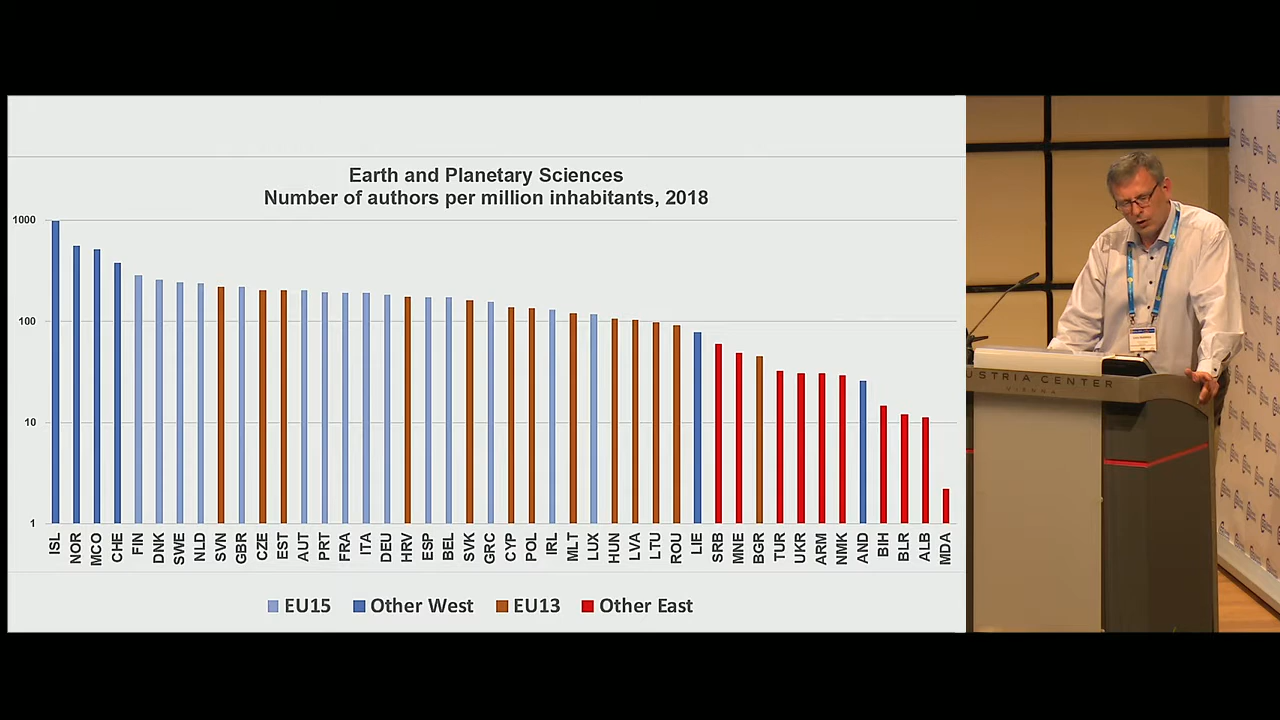 Earth and Planetary Sciences
Number of authors per million inhabitants, 2018
1000
100
10
1
ISL NOR MCO CHE FIN DNK SWE NLD SVN GBR CZE EST AUT PRT FRA ITA DEU HRV ESP BEL SVK GRC CYP POL IRL MLT LUX HUN LVA LTU ROU LIE SRB MNE BGR TUR UKR ARM NMK AND BIH BLR ALB MDA
EU15 Other West EU13 Other East
USTRIA CENTER
VIENNA